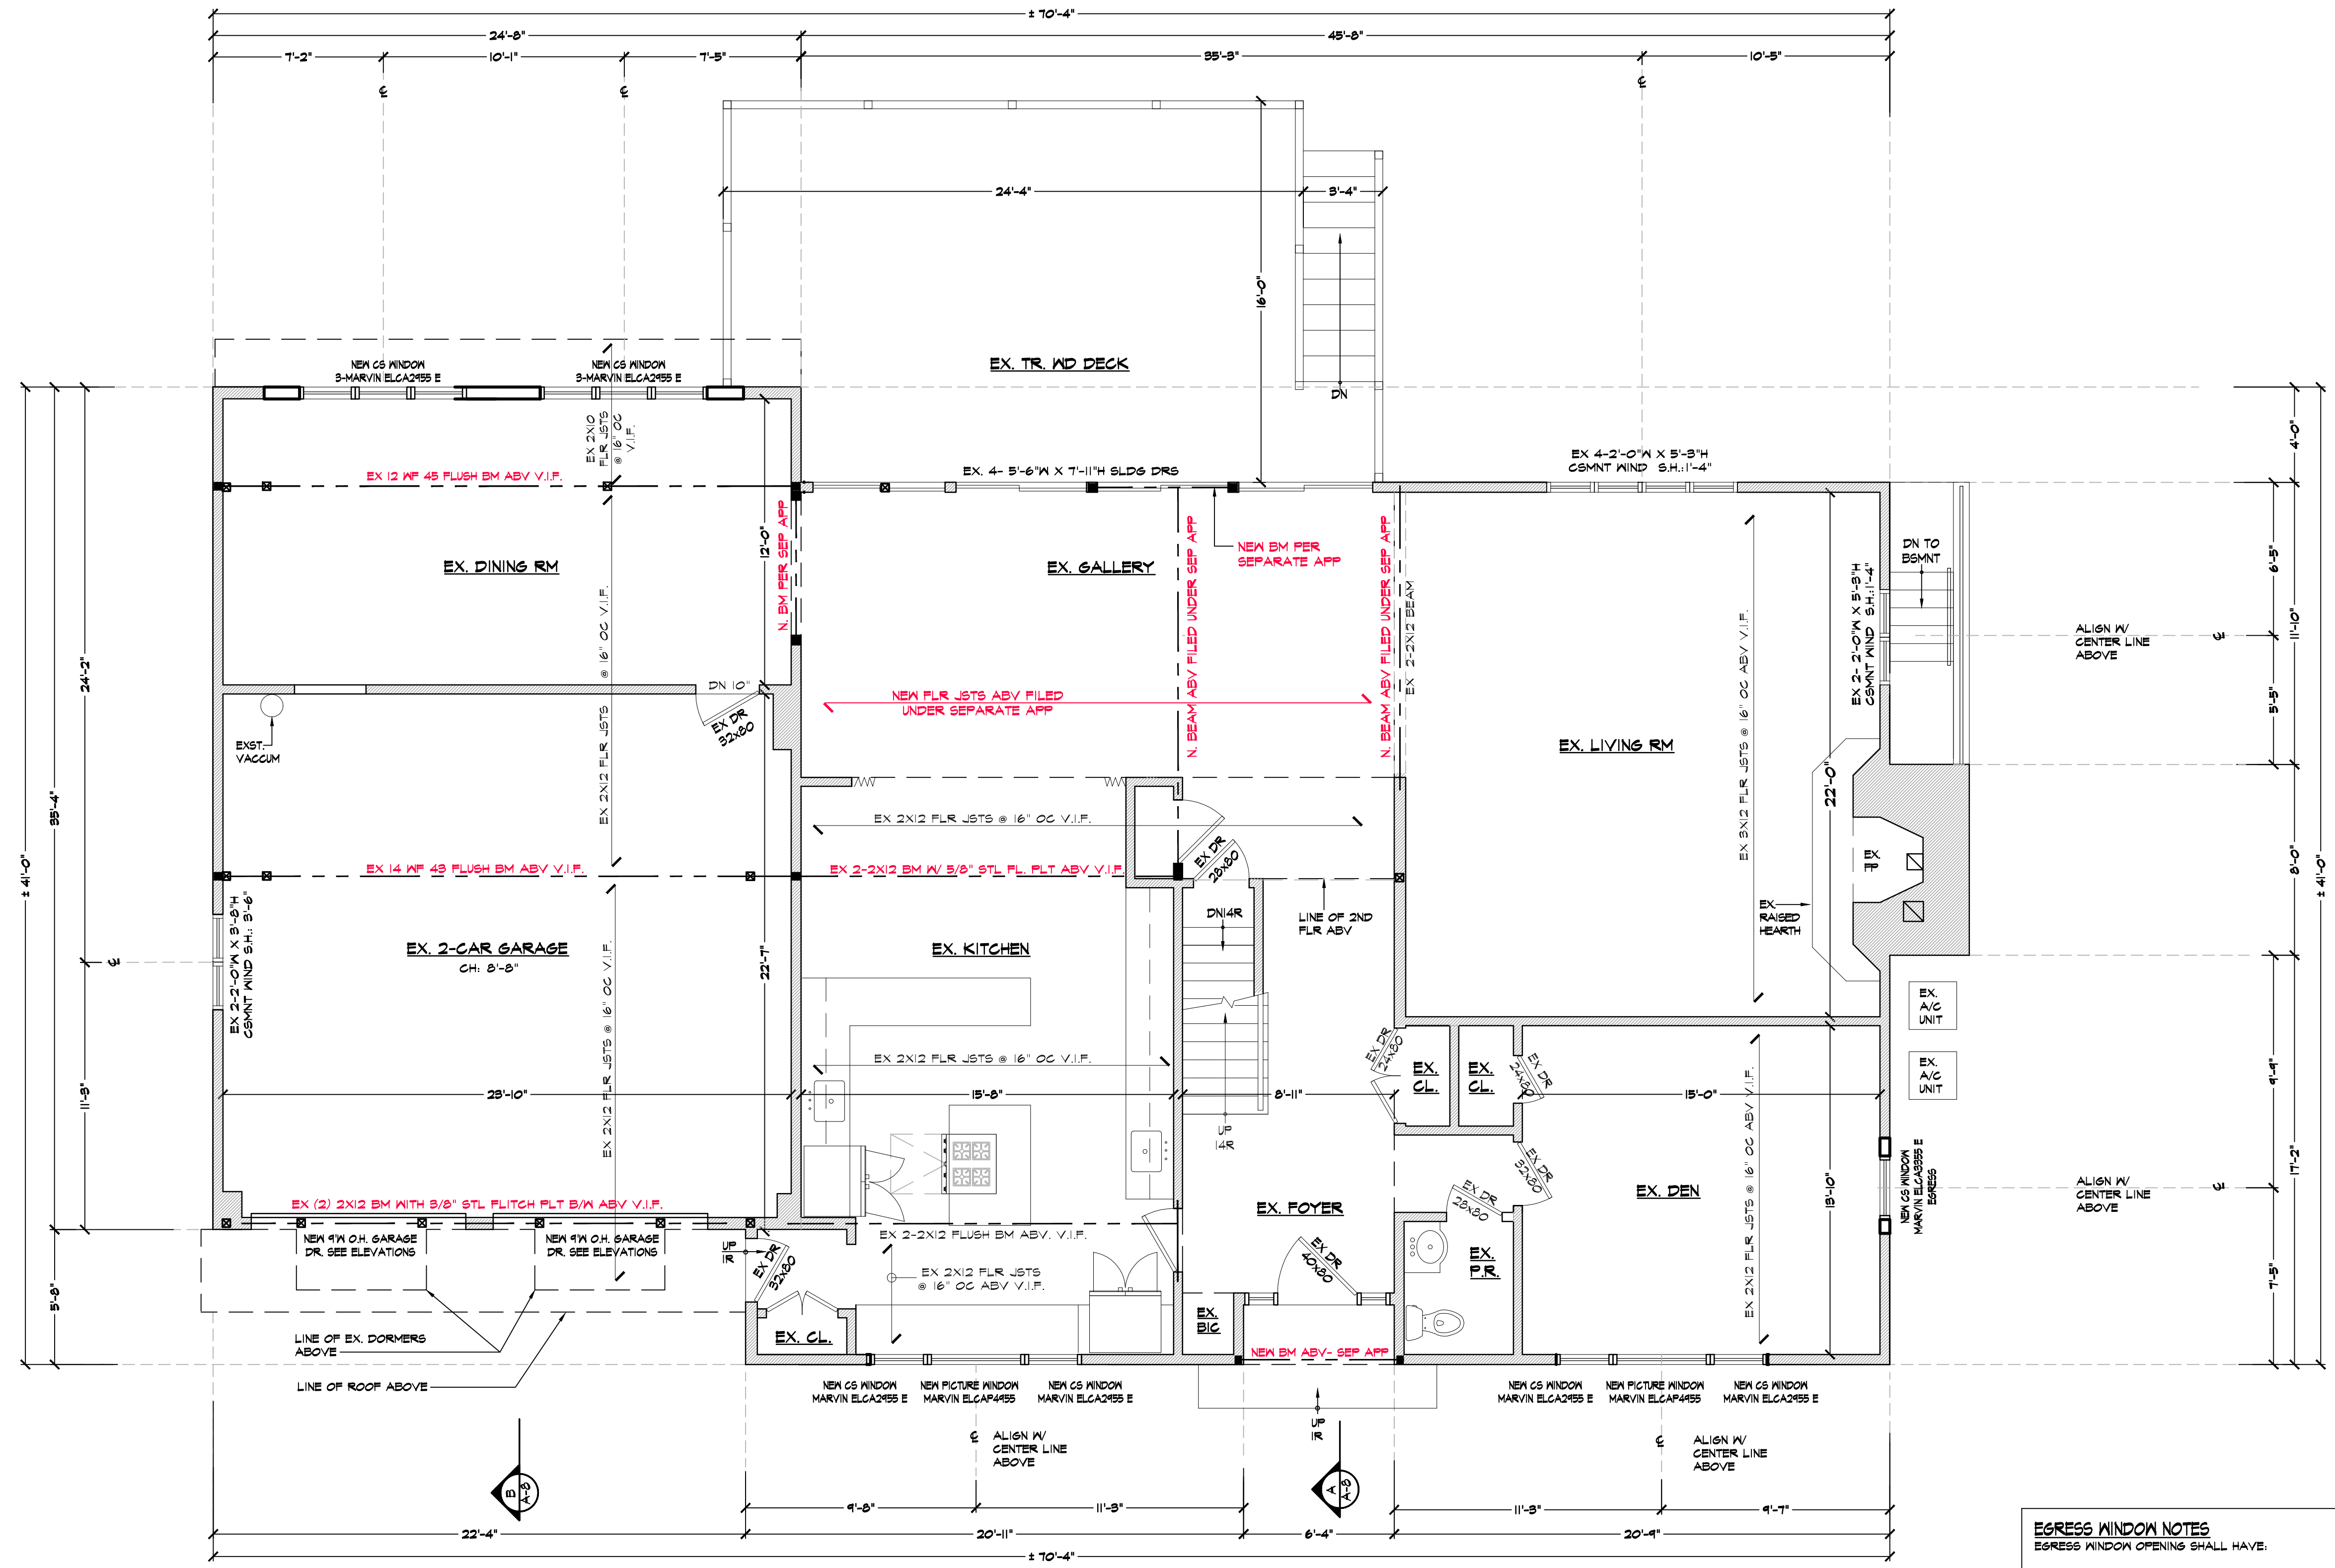 ± 70'-4"
24'-8"
45'-8"
7'-2"
10'-1"
7'-5"
35'-3"
10'-5"
24'-4"
3'-4"
16'-0"
DN
EX. TR. WD DECK
NEW CS WINDOW
3-MARVIN ELCA2955 E
NEW CS WINDOW
3-MARVIN ELCA2955 E
EX 2X10
FLR JSTS
@ 16" OC
V.I.F.
EX 12 WF 45 FLUSH BM ABV V.I.F.
EX. 4- 5'-6"W X 7'-11"H SLDG DRS
EX 4-2'-0"W X 5'-3"H
CSMNT WIND S.H.:1'-4"
12'-0"
N. BM PER SEP APP
EX. DINING RM
EX. GALLERY
NEW BM PER
SEPARATE APP
N. BEAM ABV FILED UNDER SEP APP
N. BEAM ABV FILED UNDER SEP APP
EX 2-2X12 BEAM
NEW FLR JSTS ABV FILED
UNDER SEPARATE APP
EX 3X12 FLR JSTS @ 16" OC ABV V.I.F.
EX. LIVING RM
22'-0"
EX 2- 2'-0"W X 5'-3"H
CSMNT WIND S.H.:1'-4"
DN TO
BSMNT
ALIGN W/
CENTER LINE
ABOVE
4'-0"
6'-5"
11'-10"
5'-5"
8'-0"
± 41'-0"
9'-9"
17'-2"
7'-5"
± 41'-0"
35'-4"
24'-2"
11'-3"
5'-8"
EXST.
VACCUM
DN 10"
EX DR
32x80
EX 2X12 FLR JSTS @ 16" OC V.I.F.
EX 2X12 FLR JSTS @ 16" OC V.I.F.
EX 14 WF 43 FLUSH BM ABV V.I.F.
EX 2-2X12 BM W/ 5/8" STL FL. PLT ABV V.I.F.
EX DR
28x80
DN14R
LINE OF 2ND
FLR ABV
EX
FP
EX
RAISED
HEARTH
EX 2-2'-0"W X 3'-8"H
CSMNT WIND S.H.: 3'-6"
EX. 2-CAR GARAGE
CH: 8'-8"
22'-7"
EX. KITCHEN
EX 2X12 FLR JSTS @ 16" OC V.I.F.
EX 2X12 FLR JSTS @ 16" OC V.I.F.
EX.
A/C
UNIT
EX.
A/C
UNIT
EX DR
24x80
EX.
CL.
EX.
CL.
EX DR
24x80
23'-10"
15'-8"
8'-11"
15'-0"
UP
14R
EX 2X12 FLR JSTS @ 16" OC ABV V.I.F.
13'-10"
NEW CS WINDOW
MARVIN ELCA3355 E
EGRESS
ALIGN W/
CENTER LINE
ABOVE
EX (2) 2X12 BM WITH 3/8" STL FLITCH PLT B/W ABV V.I.F.
NEW 9'W O.H. GARAGE
DR. SEE ELEVATIONS
NEW 9'W O.H. GARAGE
DR. SEE ELEVATIONS
UP
1R
EX DR
32x80
EX 2-2X12 FLUSH BM ABV. V.I.F.
EX 2X12 FLR JSTS
@ 16" OC ABV V.I.F.
EX. FOYER
EX DR
40x80
EX DR
32x80
EX DR
28x80
EX. DEN
EX.
P.R.
EX. CL.
EX.
BIC
NEW BM ABV- SEP APP
LINE OF EX. DORMERS
ABOVE
LINE OF ROOF ABOVE
NEW CS WINDOW
MARVIN ELCA2955 E
NEW PICTURE WINDOW
MARVIN ELCAP4955
NEW CS WINDOW
MARVIN ELCA2955 E
UP
1R
NEW CS WINDOW
MARVIN ELCA2955 E
NEW PICTURE WINDOW
MARVIN ELCAP4955
NEW CS WINDOW
MARVIN ELCA2955 E
ALIGN W/
CENTER LINE
ABOVE
ALIGN W/
CENTER LINE
ABOVE
B
A-8
A
A-8
9'-8"
11'-3"
11'-3"
9'-7"
22'-4"
20'-11"
6'-4"
20'-9"
± 70'-4"
EGRESS WINDOW NOTES
EGRESS WINDOW OPENING SHALL HAVE: